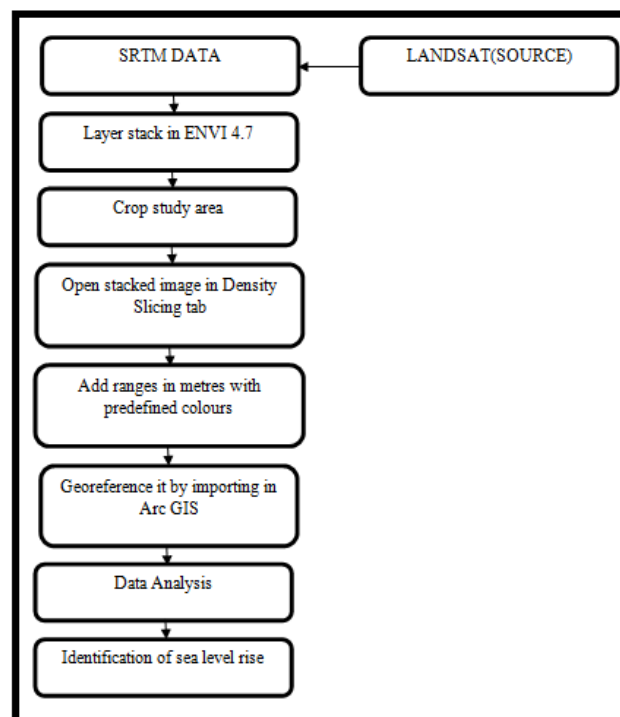 SRTM DATA
LANDSAT(SOURCE)
Layer stack in ENVI 4.7
Crop study area
Open stacked image in Density
Slicing tab
Add ranges in metres with
predefined colours
Georeference it by importing in
Arc GIS
Data Analysis
Identification of sea level rise